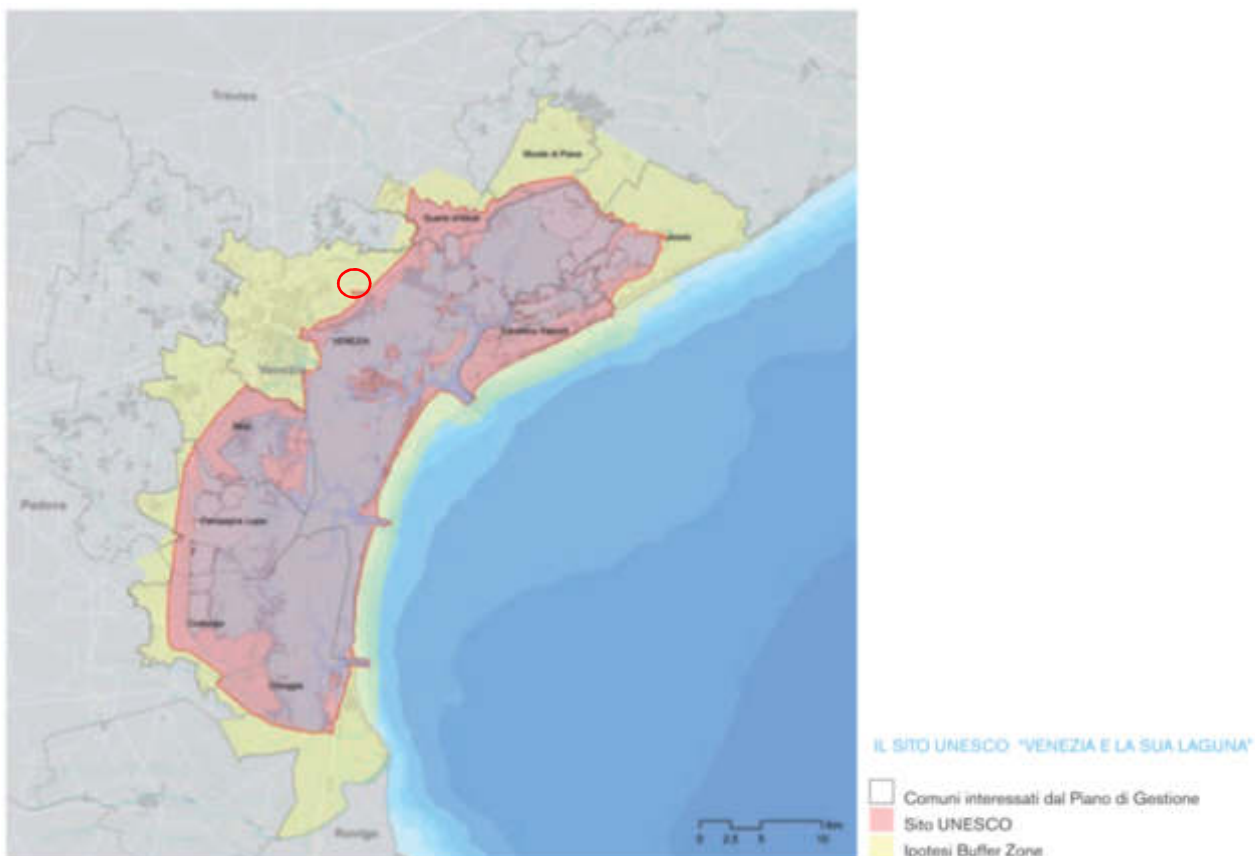 Treviso
Musile di Piave
Quarto d'Altino
Jesolo
Cavallino Treporti
VENEZIA
Venezia
Mira
Padova
Campagna Lupia
Codevigo
Chioggia
Rovigo
IL SITO UNESCO "VENEZIA E LA SUA LAGUNA"
Comuni interessati dal Piano di Gestione
Sito UNESCO
Ipotesi Buffer Zone
km
0 2,5 5 10